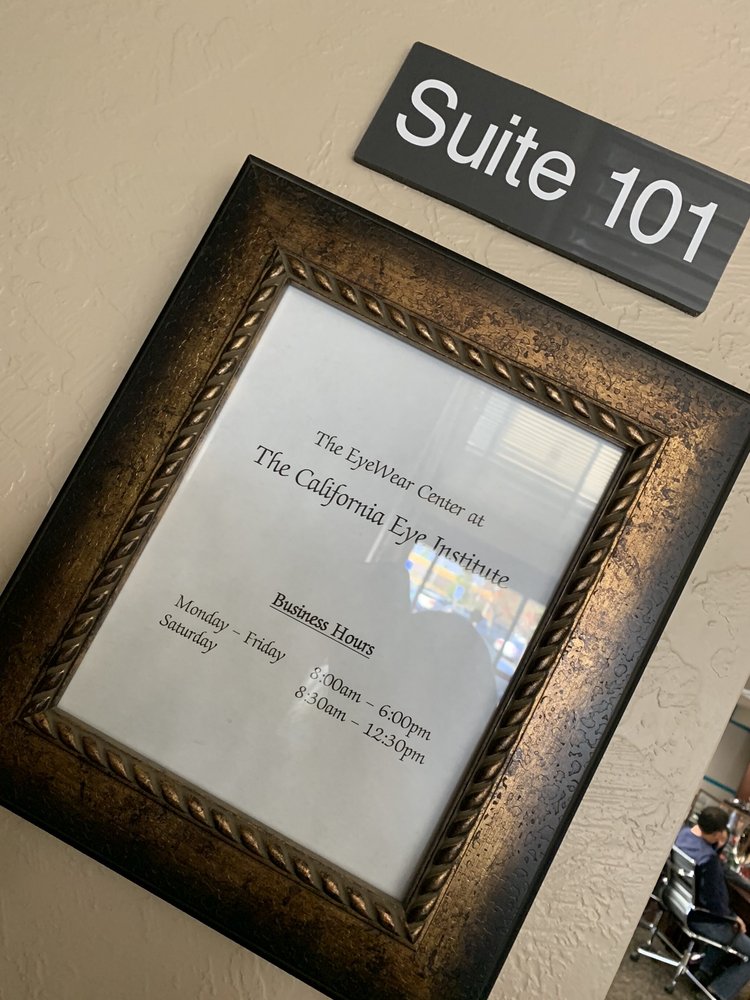 Suite 101
The EyeWear Center at
The California Eye Institute
Business Hours
Monday – Friday 8:00am – 6:00pm
Saturday 8:30am – 12:30pm